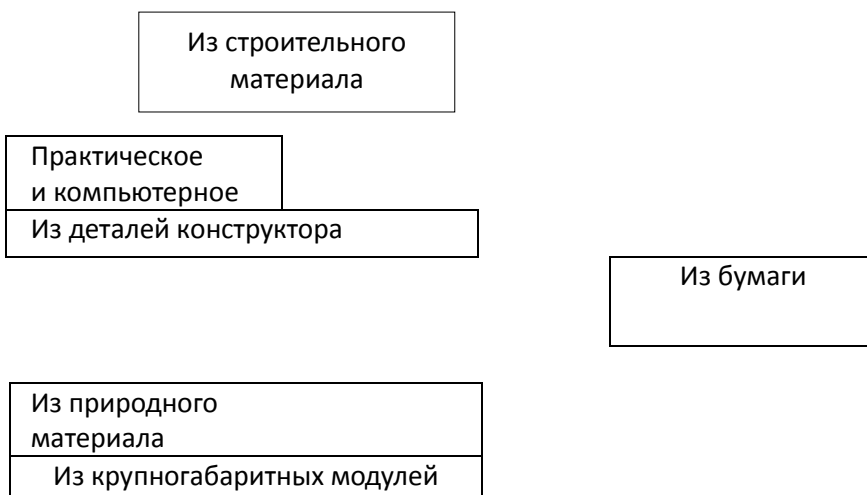 Из строительного
материала
Практическое
и компьютерное
Из деталей конструктора
Из бумаги
Из природного
материала
Из крупногабаритных модулей